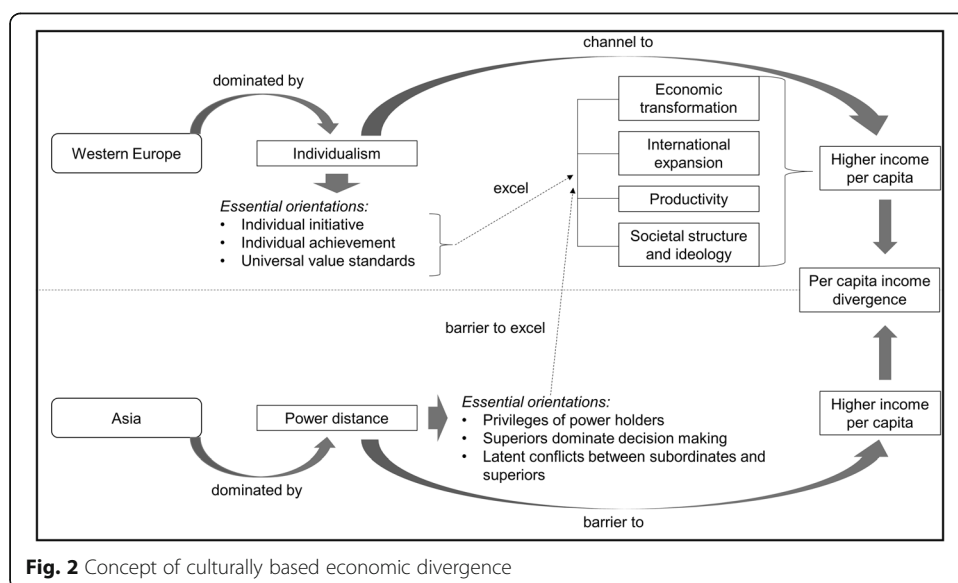 channel to
dominated by
Western Europe
Individualism
Essential orientations:
• Individual initiative
• Individual achievement
• Universal value standards
excel
Economic
transformation
International
expansion
Productivity
Societal structure
and ideology
Higher income
per capita
Per capita income
divergence
barrier to excel
Asia
Power distance
Essential orientations:
• Privileges of power holders
• Superiors dominate decision making
• Latent conflicts between subordinates and
superiors
Higher income
per capita
dominated by
barrier to
Fig. 2 Concept of culturally based economic divergence